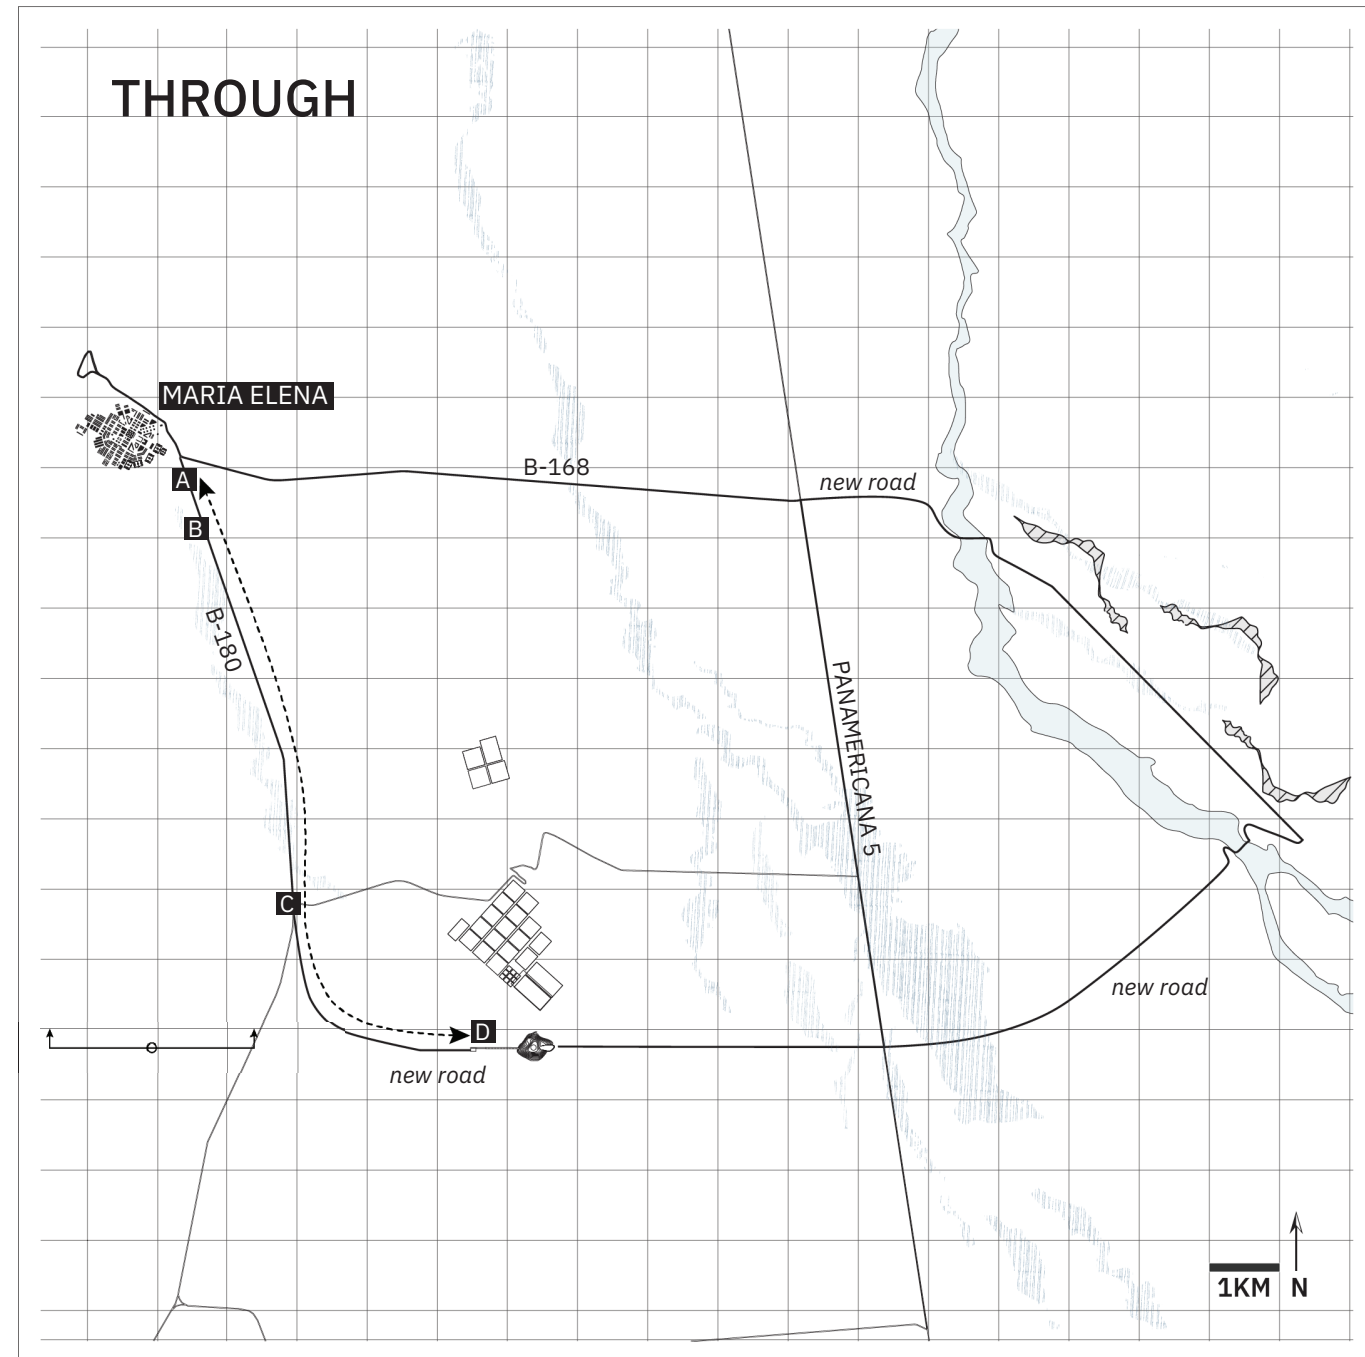 THROUGH
MARIA ELENA
B-168
new road
A
B
B-180
PANAMERICANA 5
C
new road
D
new road
1KM N